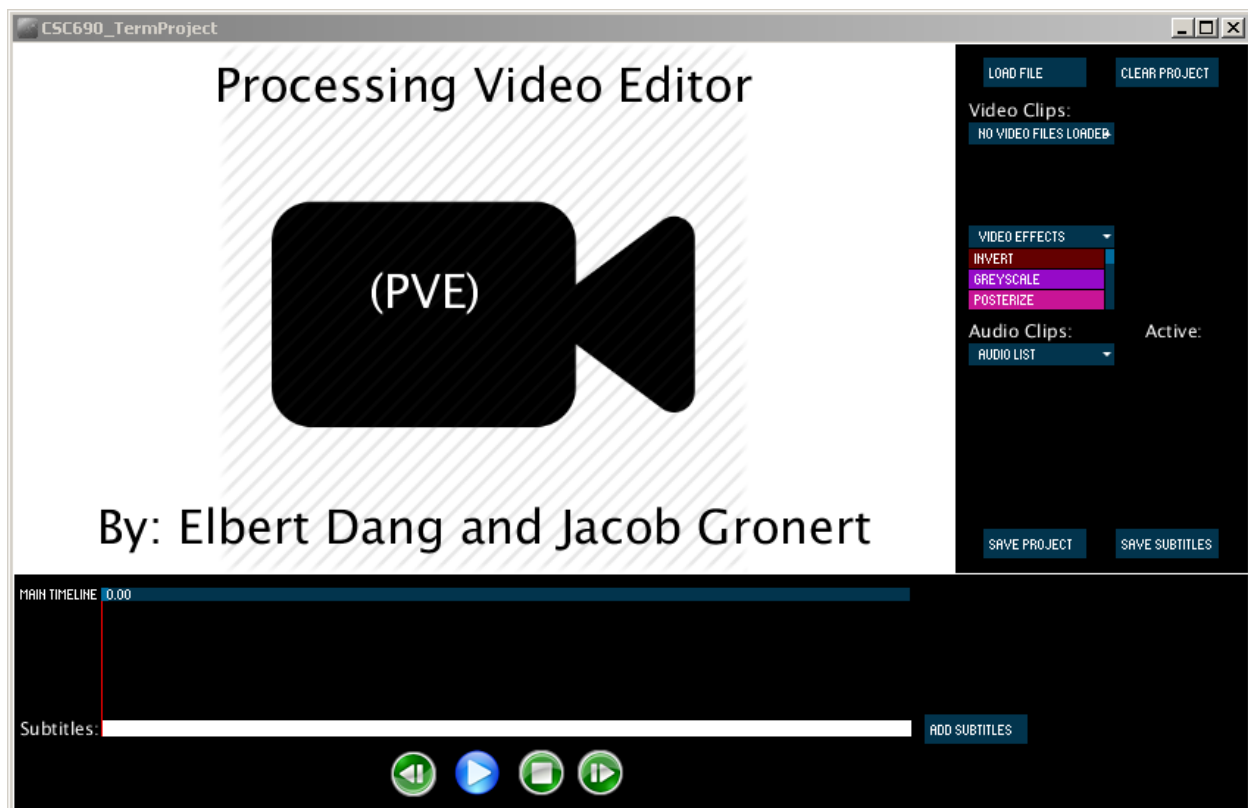 CSC690_TermProject
Processing Video Editor
(PVE)
By: Elbert Dang and Jacob Gronert
LOAD FILE
CLEAR PROJECT
Video Clips:
NO VIDEO FILES LOADED
VIDEO EFFECTS
INVERT
GREYSCALE
POSTERIZE
Audio Clips:
Active:
AUDIO LIST
SAVE PROJECT
SAVE SUBTITLES
MAIN TIMELINE 0.00
Subtitles:
ADD SUBTITLES